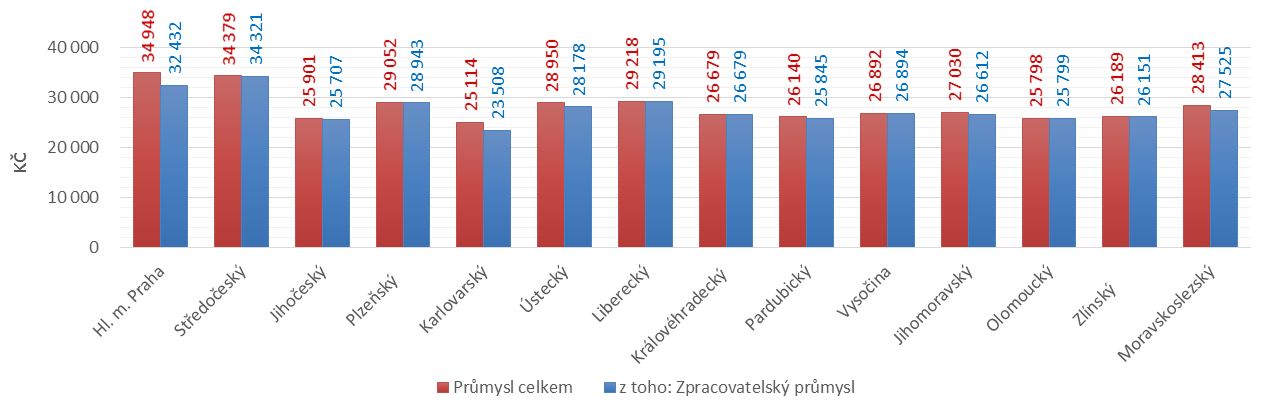 34 948
32 432
34 379
34 321
25 901
25 707
29 052
28 943
25 114
23 508
28 950
28 178
29 218
29 195
26 679
26 679
26 140
25 845
26 892
26 894
27 030
26 612
25 798
25 799
26 189
26 151
28 413
27 525
40 000
30 000
20 000
10 000
0
KČ
Hl. m. Praha
Středočeský
Jihočeský
Plzeňský
Karlovarský
Ústecký
Liberecký
Královéhradecký
Pardubický
Vysočina
Jihomoravský
Olomoucký
Zlínský
Moravskoslezský
Průmysl celkem
z toho: Zpracovatelský průmysl